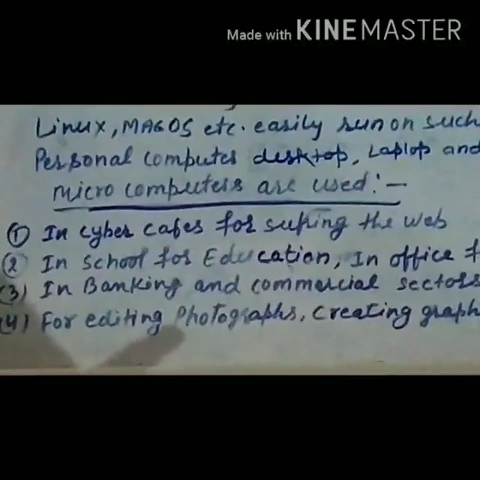 Made with KINEMASTER
Linux, MACOS etc. easily run on such
Personal computer desktop, Laplop and
micro computers are used:-
① In cyber cafes for sufing the web
② In school for Education, In office f
(3) In Banking and commercial sectors
(4) For editing Photographs, creating graph